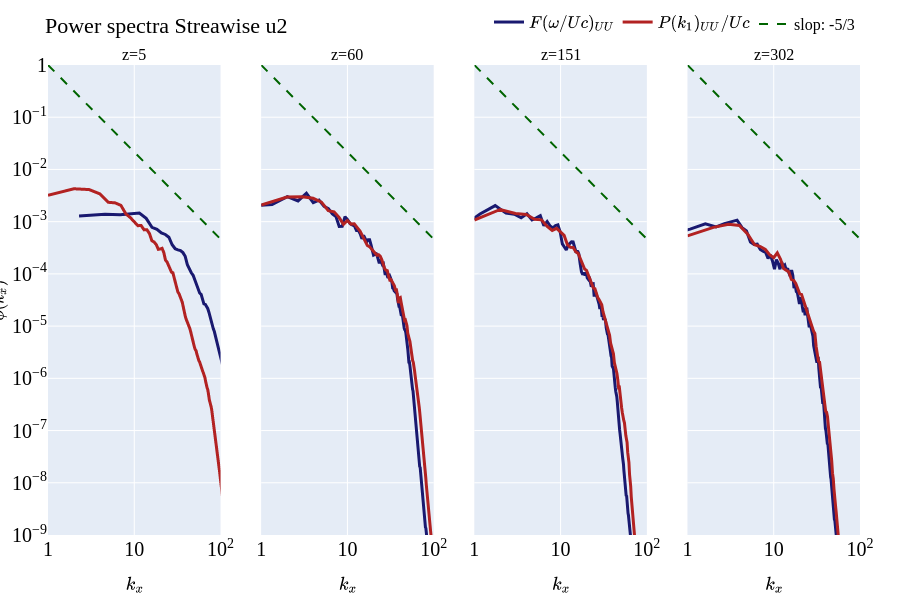 Power spectra Streawise u2
F(ω/Uc)_{UU} P(k_1)_{UU}/Uc slop: -5/3
z=5 z=60 z=151 z=302
1
10^{−1}
10^{−2}
10^{−3}
10^{−4}
10^{−5}
10^{−6}
10^{−7}
10^{−8}
10^{−9}
1 10 10^2 1 10 10^2 1 10 10^2 1 10 10^2
k_x k_x k_x k_x